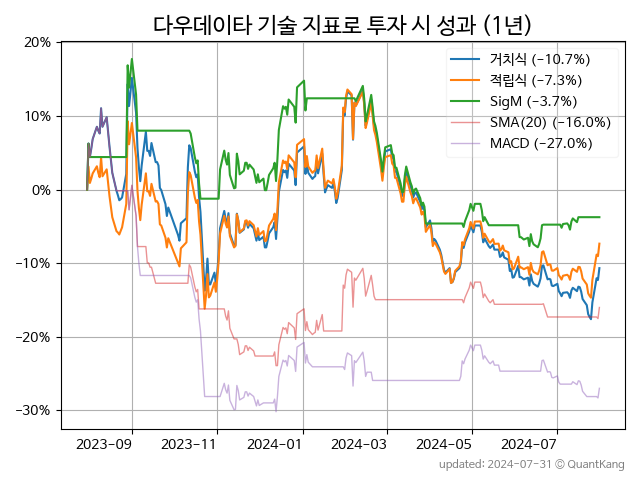 다우데이타 기술 지표로 투자 시 성과 (1년)
20%
10%
0%
−10%
−20%
−30%
거치식 (−10.7%)
적립식 (−7.3%)
SigM (−3.7%)
SMA(20) (−16.0%)
MACD (−27.0%)
2023−09 2023−11 2024−01 2024−03 2024−05 2024−07
updated: 2024-07-31 © QuantKang